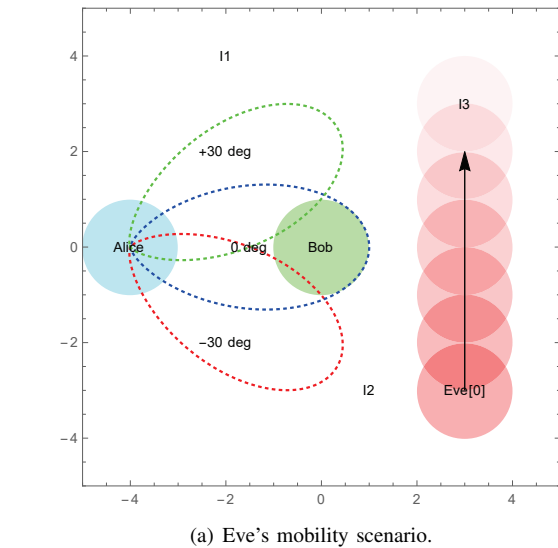 4
I1
I3
+30 deg
2
0
Alice
0 deg
Bob
−30 deg
−2
I2
Eve[0]
−4
−4
−2
0
2
4
(a) Eve's mobility scenario.